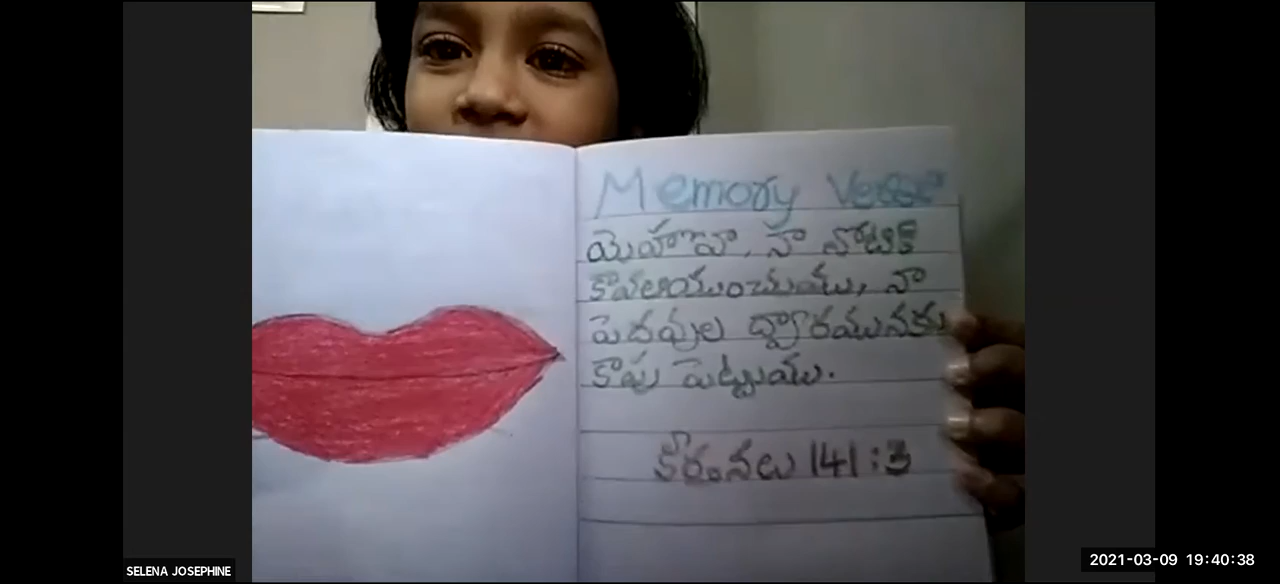 Memory Verse
యెహోవా, నా నోటికి
కావలియుంచుము, నా
పెదవుల ద్వారమునకు
కాపు పెట్టుము.
కీర్తనలు 141:3
SELENA JOSEPHINE
2021-03-09 19:40:38